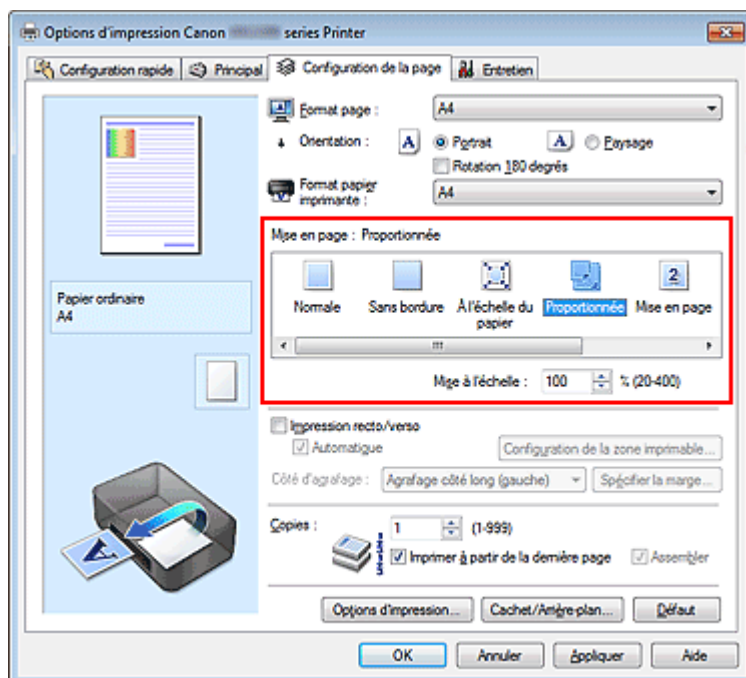 Options d'impression Canon series Printer
Configuration rapide Principal Configuration de la page Entretien
Format page : A4
Orientation : A Portrait A Paysage
Rotation 180 degrés
Format papier imprimante : A4
Mise en page : Proportionnée
Normale Sans bordure À l'échelle du papier Proportionnée 2 Mise en page
Mise à l'échelle : 100 % (20-400)
Papier ordinaire
A4
Impression recto/verso
Automatique Configuration de la zone imprimable...
Côté d'agrafage : Agrafage côté long (gauche) Spécifier la marge...
Copies : 1 (1-999)
Imprimer à partir de la dernière page Assembler
Options d'impression... Cachet/Arrière-plan... Défaut
OK Annuler Appliquer Aide